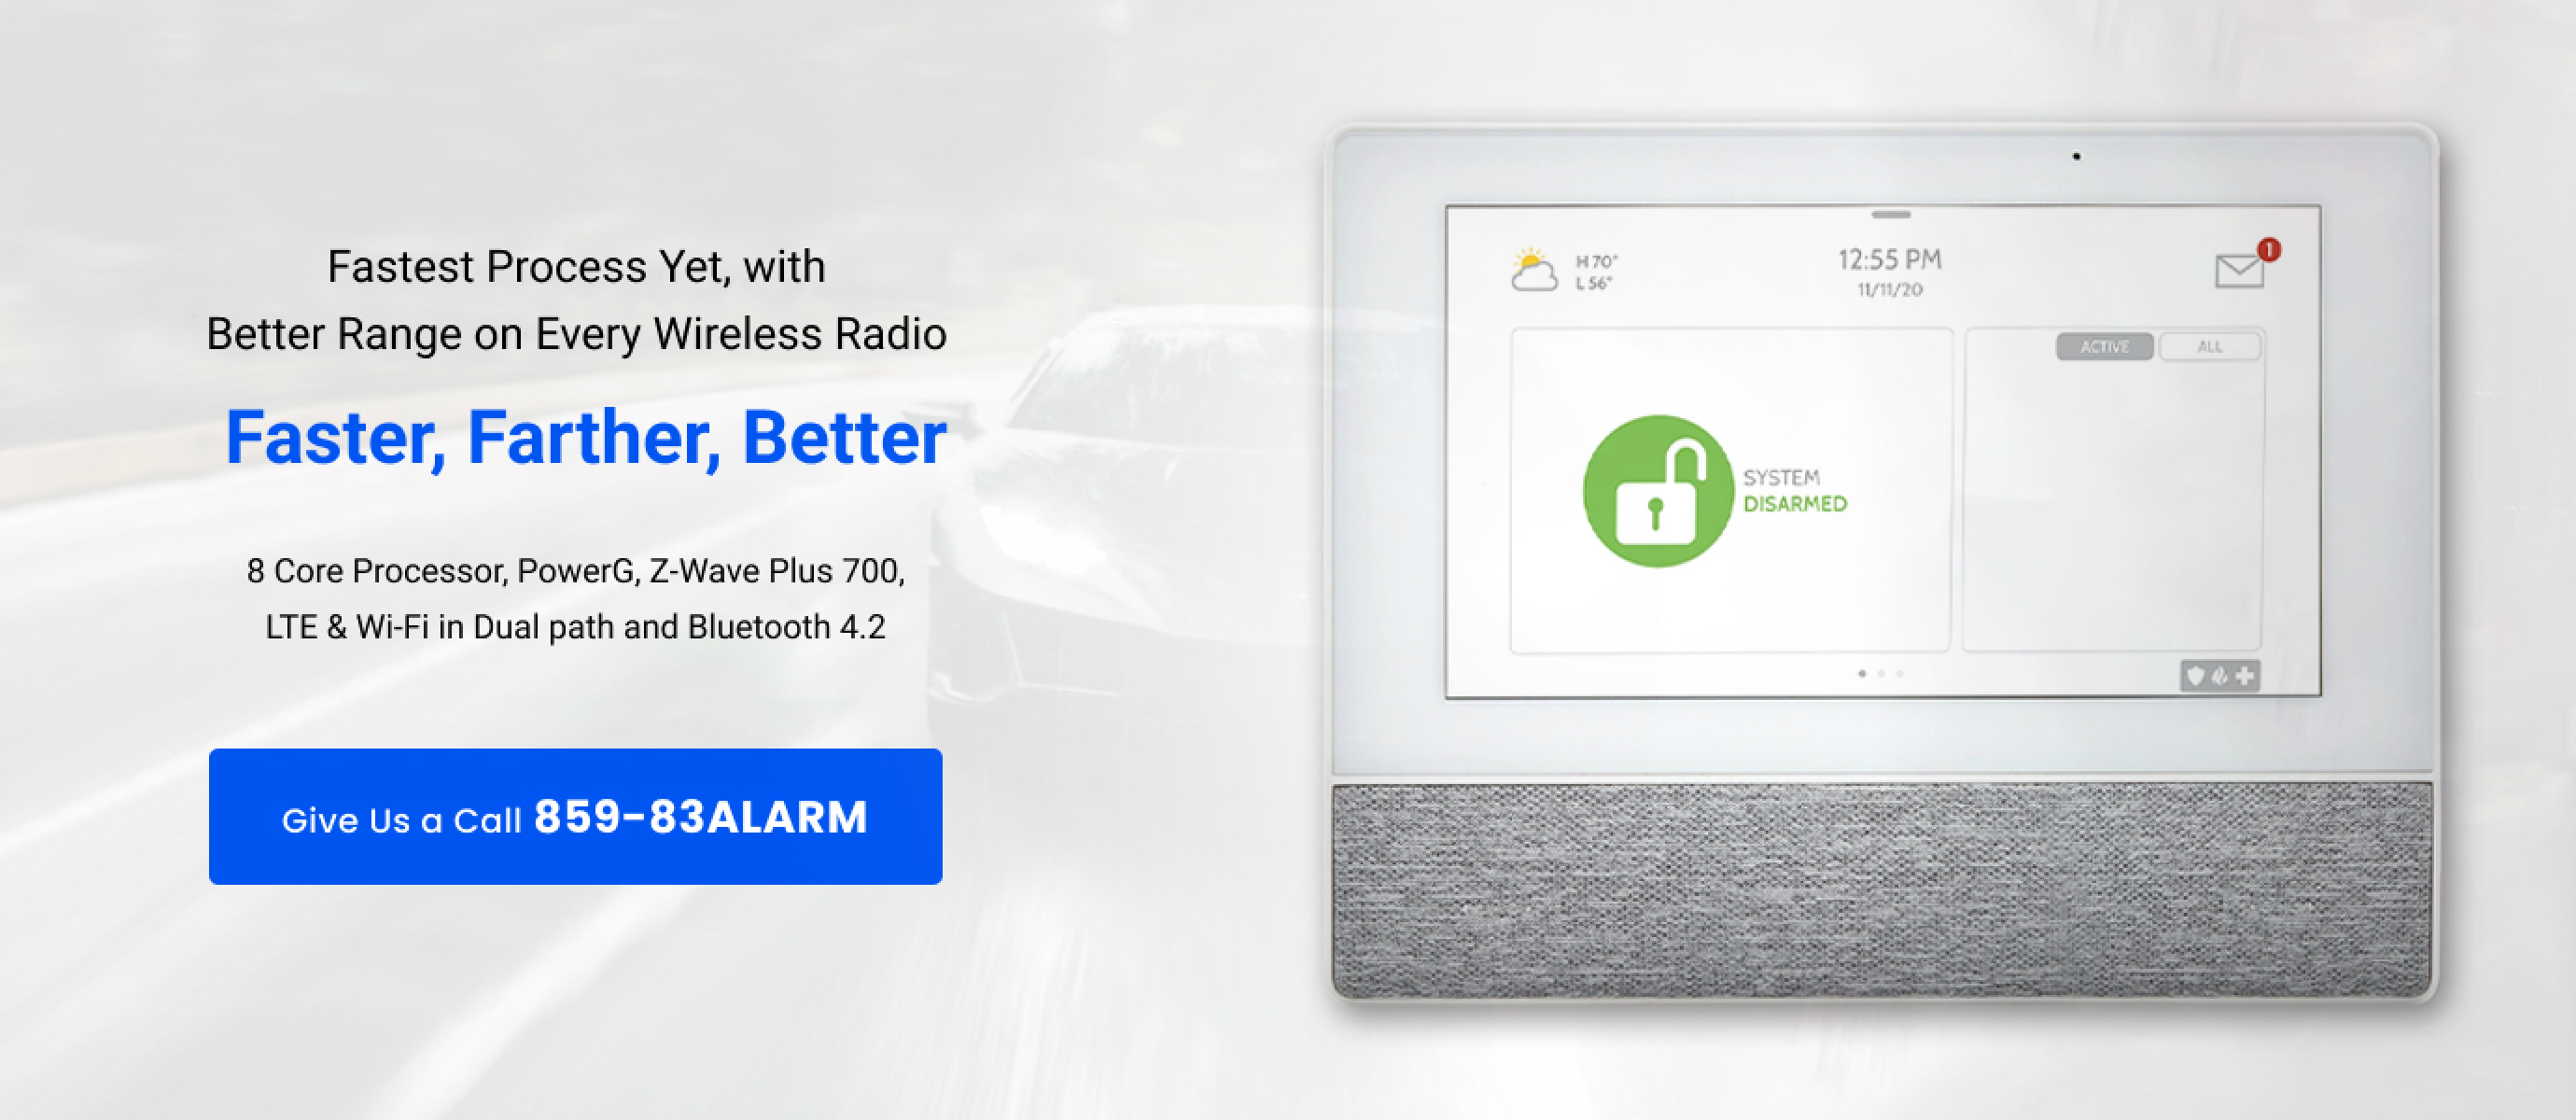 Fastest Process Yet, with
Better Range on Every Wireless Radio
Faster, Farther, Better
8 Core Processor, PowerG, Z-Wave Plus 700,
LTE & Wi-Fi in Dual path and Bluetooth 4.2
Give Us a Call 859-83ALARM
H 70°
L 56°
12:55 PM
11/11/20
1
ACTIVE
ALL
SYSTEM
DISARMED